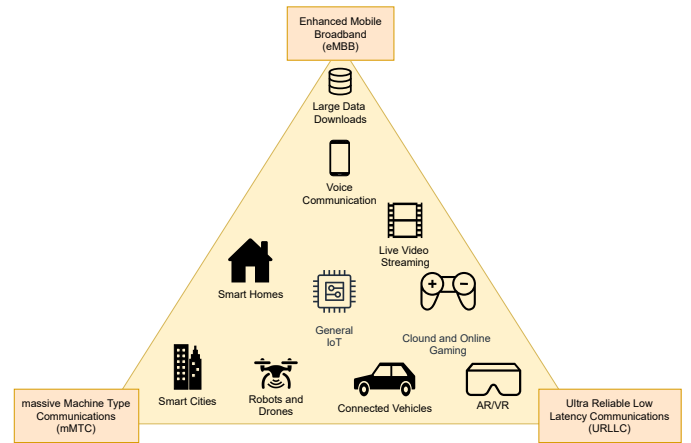 Enhanced Mobile
Broadband
(eMBB)
Large Data
Downloads
Voice
Communication
Live Video
Streaming
Smart Homes
General
IoT
Clound and Online
Gaming
Smart Cities
Robots and
Drones
Connected Vehicles
AR/VR
massive Machine Type
Communications
(mMTC)
Ultra Reliable Low
Latency Communications
(URLLC)